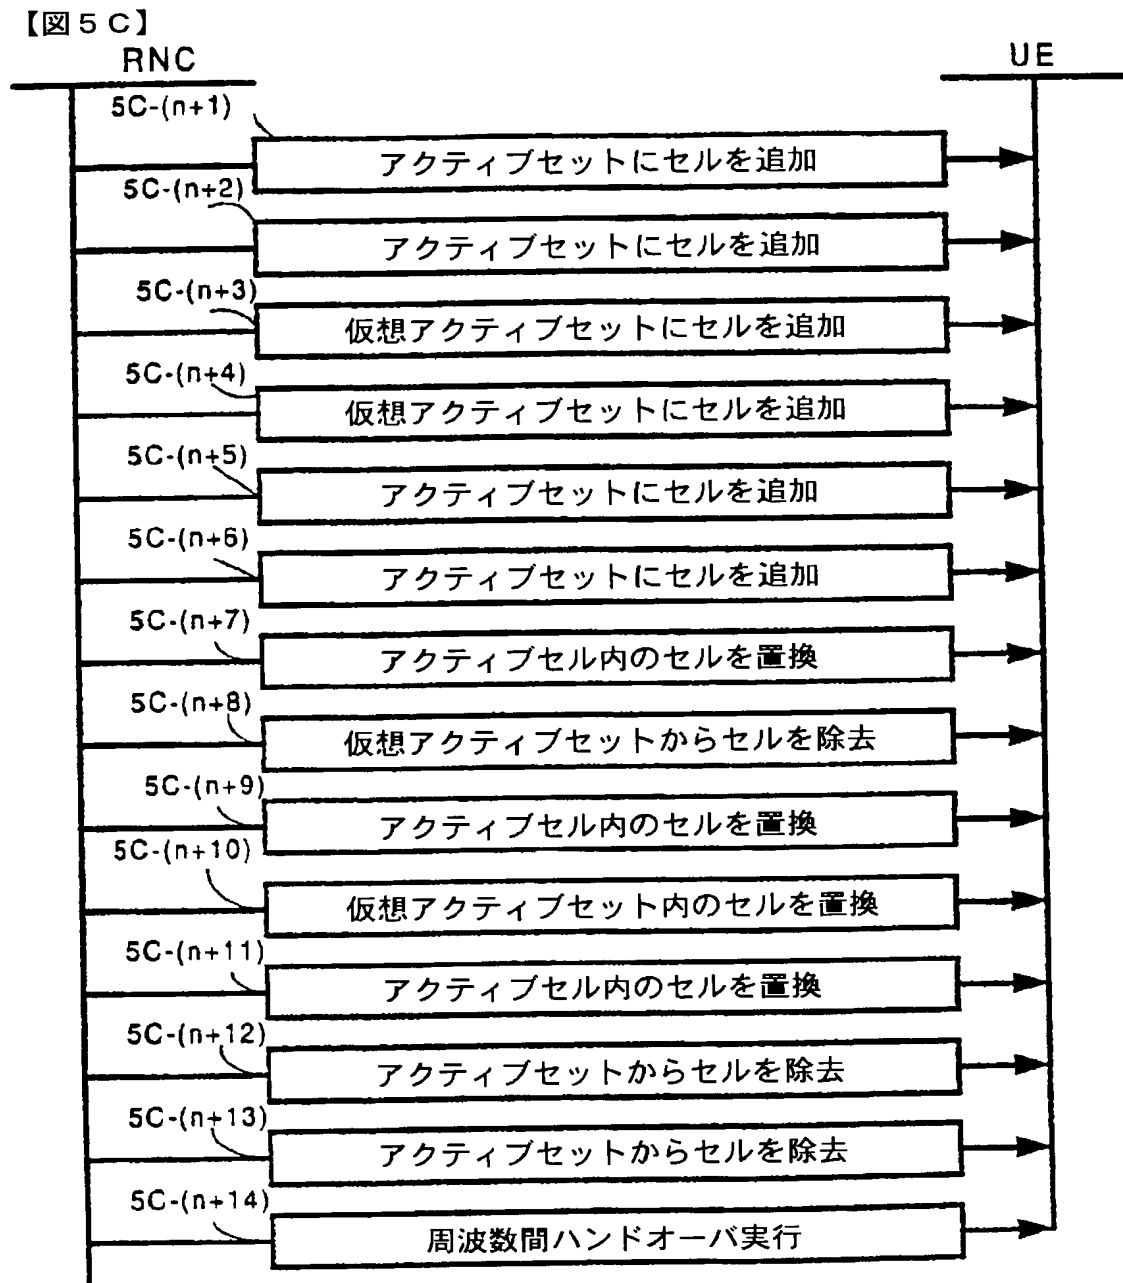 【図５Ｃ】
RNC
UE
5C-(n+1)
アクティブセットにセルを追加
5C-(n+2)
アクティブセットにセルを追加
5C-(n+3)
仮想アクティブセットにセルを追加
5C-(n+4)
仮想アクティブセットにセルを追加
5C-(n+5)
アクティブセットにセルを追加
5C-(n+6)
アクティブセットにセルを追加
5C-(n+7)
アクティブセル内のセルを置換
5C-(n+8)
仮想アクティブセットからセルを除去
5C-(n+9)
アクティブセル内のセルを置換
5C-(n+10)
仮想アクティブセット内のセルを置換
5C-(n+11)
アクティブセル内のセルを置換
5C-(n+12)
アクティブセットからセルを除去
5C-(n+13)
アクティブセットからセルを除去
5C-(n+14)
周波数間ハンドオーバ実行